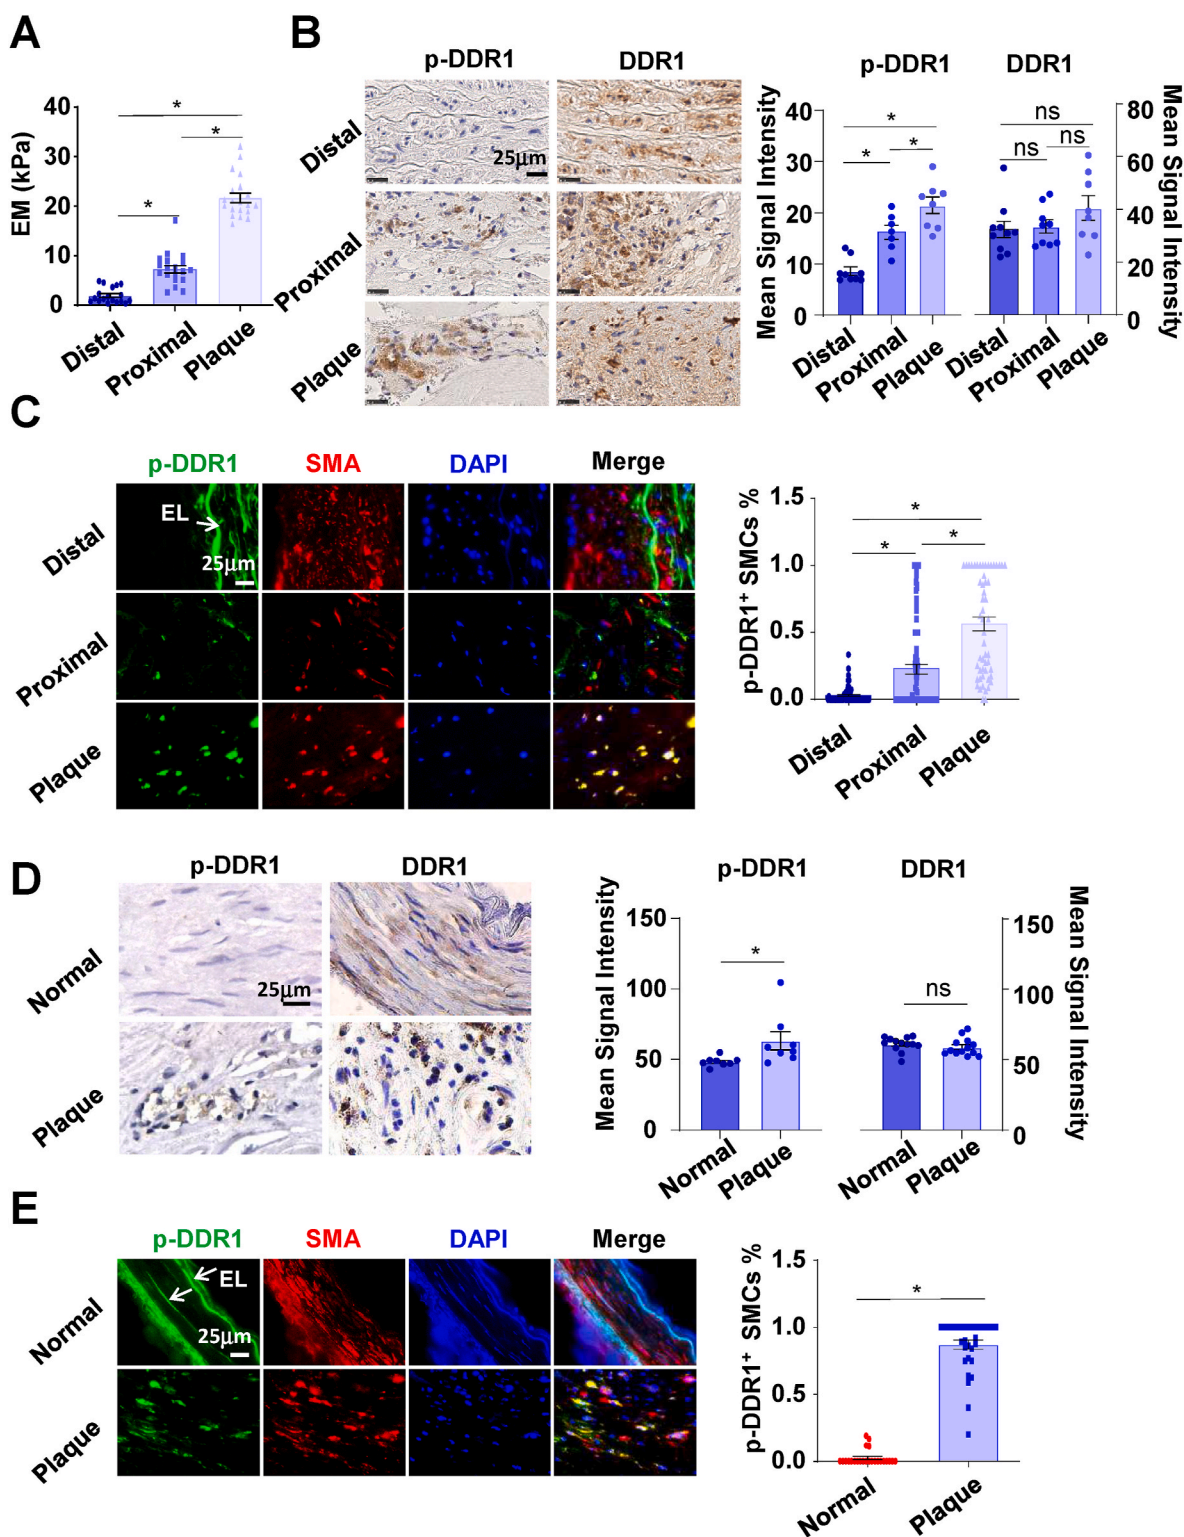 A
EM (kPa)
40
30
20
10
0
*
*
*
Distal
Proximal
Plaque
B
p-DDR1
DDR1
Distal
25μm
Proximal
Plaque
p-DDR1
DDR1
Mean Signal Intensity
40
30
20
10
0
*
*
*
ns
ns
ns
80
60
40
20
0
Mean Signal Intensity
Distal
Proximal
Plaque
Distal
Proximal
Plaque
C
p-DDR1
SMA
DAPI
Merge
Distal
EL
25μm
Proximal
Plaque
p-DDR1+ SMCs %
1.5
1.0
0.5
0.0
*
*
*
Distal
Proximal
Plaque
D
p-DDR1
DDR1
Normal
25μm
Plaque
p-DDR1
DDR1
Mean Signal Intensity
150
100
50
0
*
ns
150
100
50
0
Mean Signal Intensity
Normal
Plaque
Normal
Plaque
E
p-DDR1
SMA
DAPI
Merge
Normal
EL
25μm
Plaque
p-DDR1+ SMCs %
1.5
1.0
0.5
0.0
*
Normal
Plaque